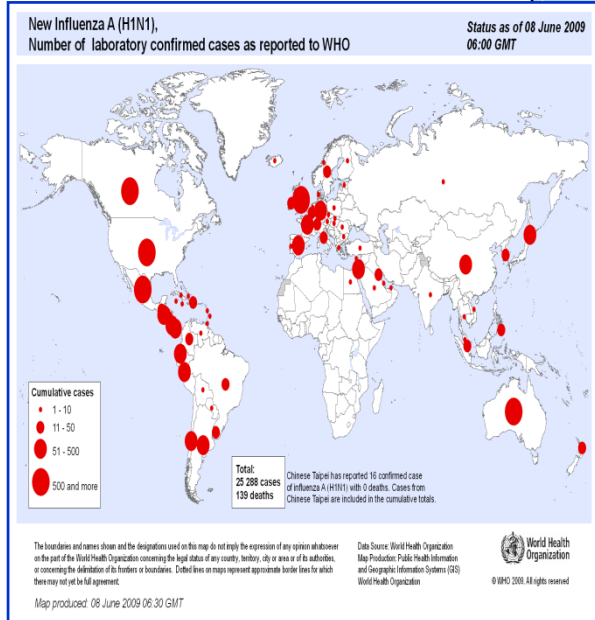 New Influenza A (H1N1),
Number of laboratory confirmed cases as reported to WHO
Status as of 08 June 2009
06:00 GMT
Cumulative cases
1 - 10
11 - 50
51 - 500
500 and more
Total:
25 288 cases
139 deaths
Chinese Taipei has reported 16 confirmed case
of influenza A (H1N1) with 0 deaths. Cases from
Chinese Taipei are included in the cumulative totals.
The boundaries and names shown and the designations used on this map do not imply the expression of any opinion whatsoever
on the part of the World Health Organization concerning the legal status of any country, territory, city or area or of its authorities,
or concerning the delimitation of its frontiers or boundaries. Dotted lines on maps represent approximate border lines for which
there may not yet be full agreement.
Data Source: World Health Organization
Map Production: Public Health Information
and Geographic Information Systems (GIS)
World Health Organization
World Health
Organization
© WHO 2009. All rights reserved
Map produced: 08 June 2009 06:30 GMT